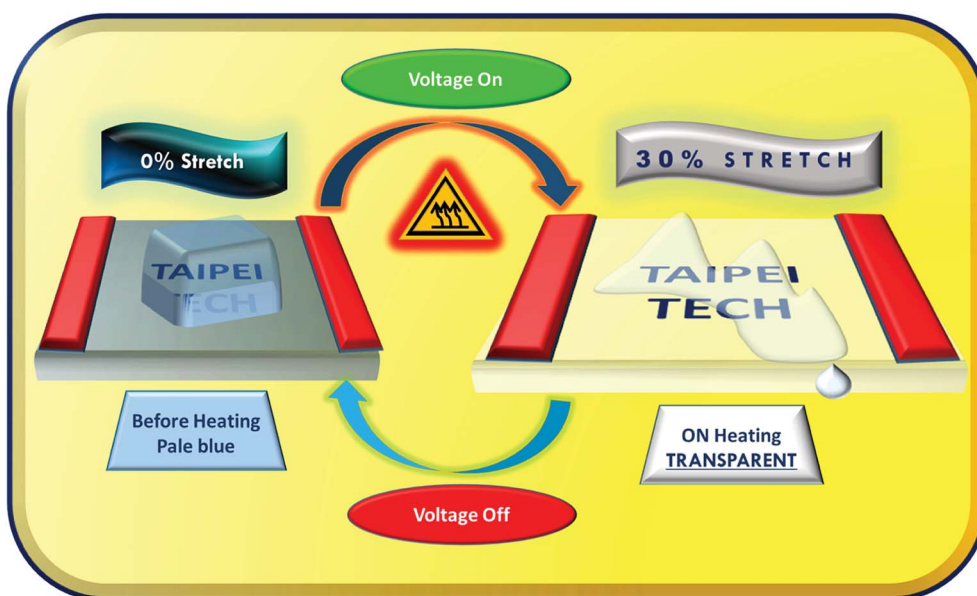 Voltage On
0% Stretch
30% STRETCH
TAIPEI
TECH
TAIPEI
TECH
Before Heating
Pale blue
ON Heating
TRANSPARENT
Voltage Off